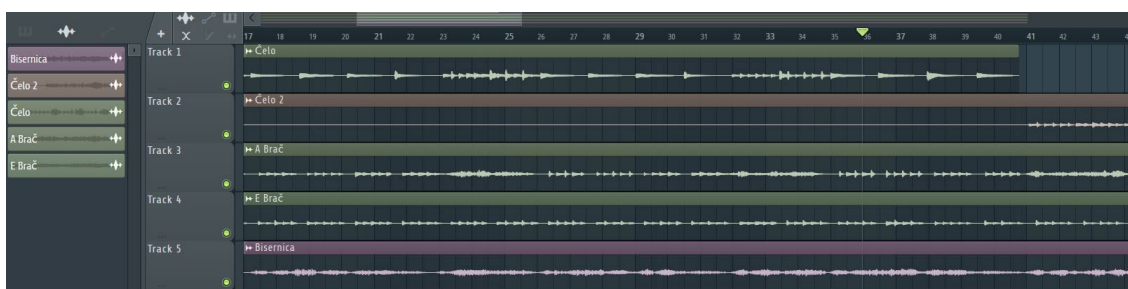 17 18 19 20 21 22 23 24 25 26 27 28 29 30 31 32 33 34 35 36 37 38 39 40 41 42 43 4
Bisernica
Čelo 2
Čelo
A Brač
E Brač
Track 1
Čelo
Track 2
Čelo 2
Track 3
A Brač
Track 4
E Brač
Track 5
Bisernica